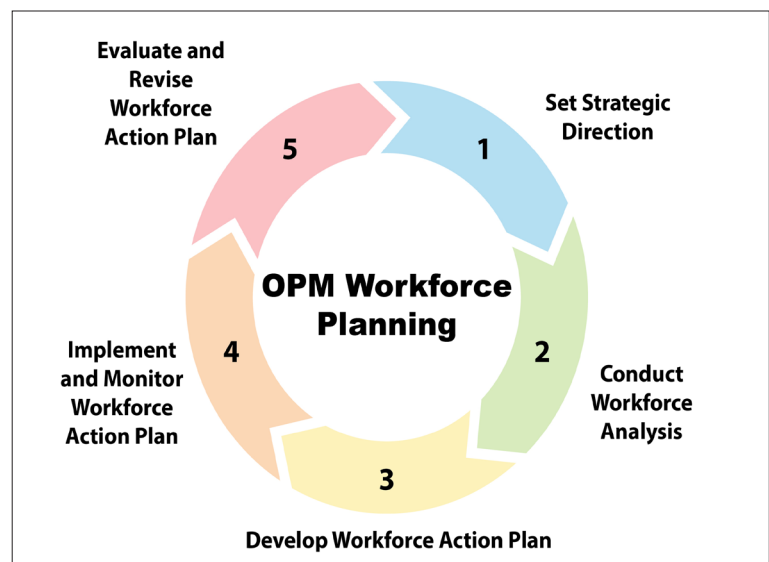 OPM Workforce
Planning
1
Set Strategic
Direction
2
Conduct
Workforce
Analysis
3
Develop Workforce Action Plan
4
Implement
and Monitor
Workforce
Action Plan
5
Evaluate and
Revise
Workforce
Action Plan